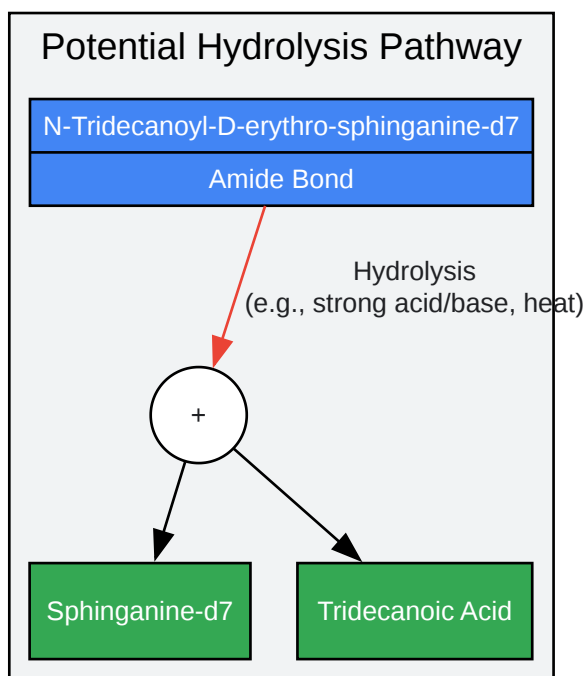 Potential Hydrolysis Pathway
N-Tridecanoyl-D-erythro-sphinganine-d7
Amide Bond
Hydrolysis
(e.g., strong acid/base, heat)
+
Sphinganine-d7
Tridecanoic Acid